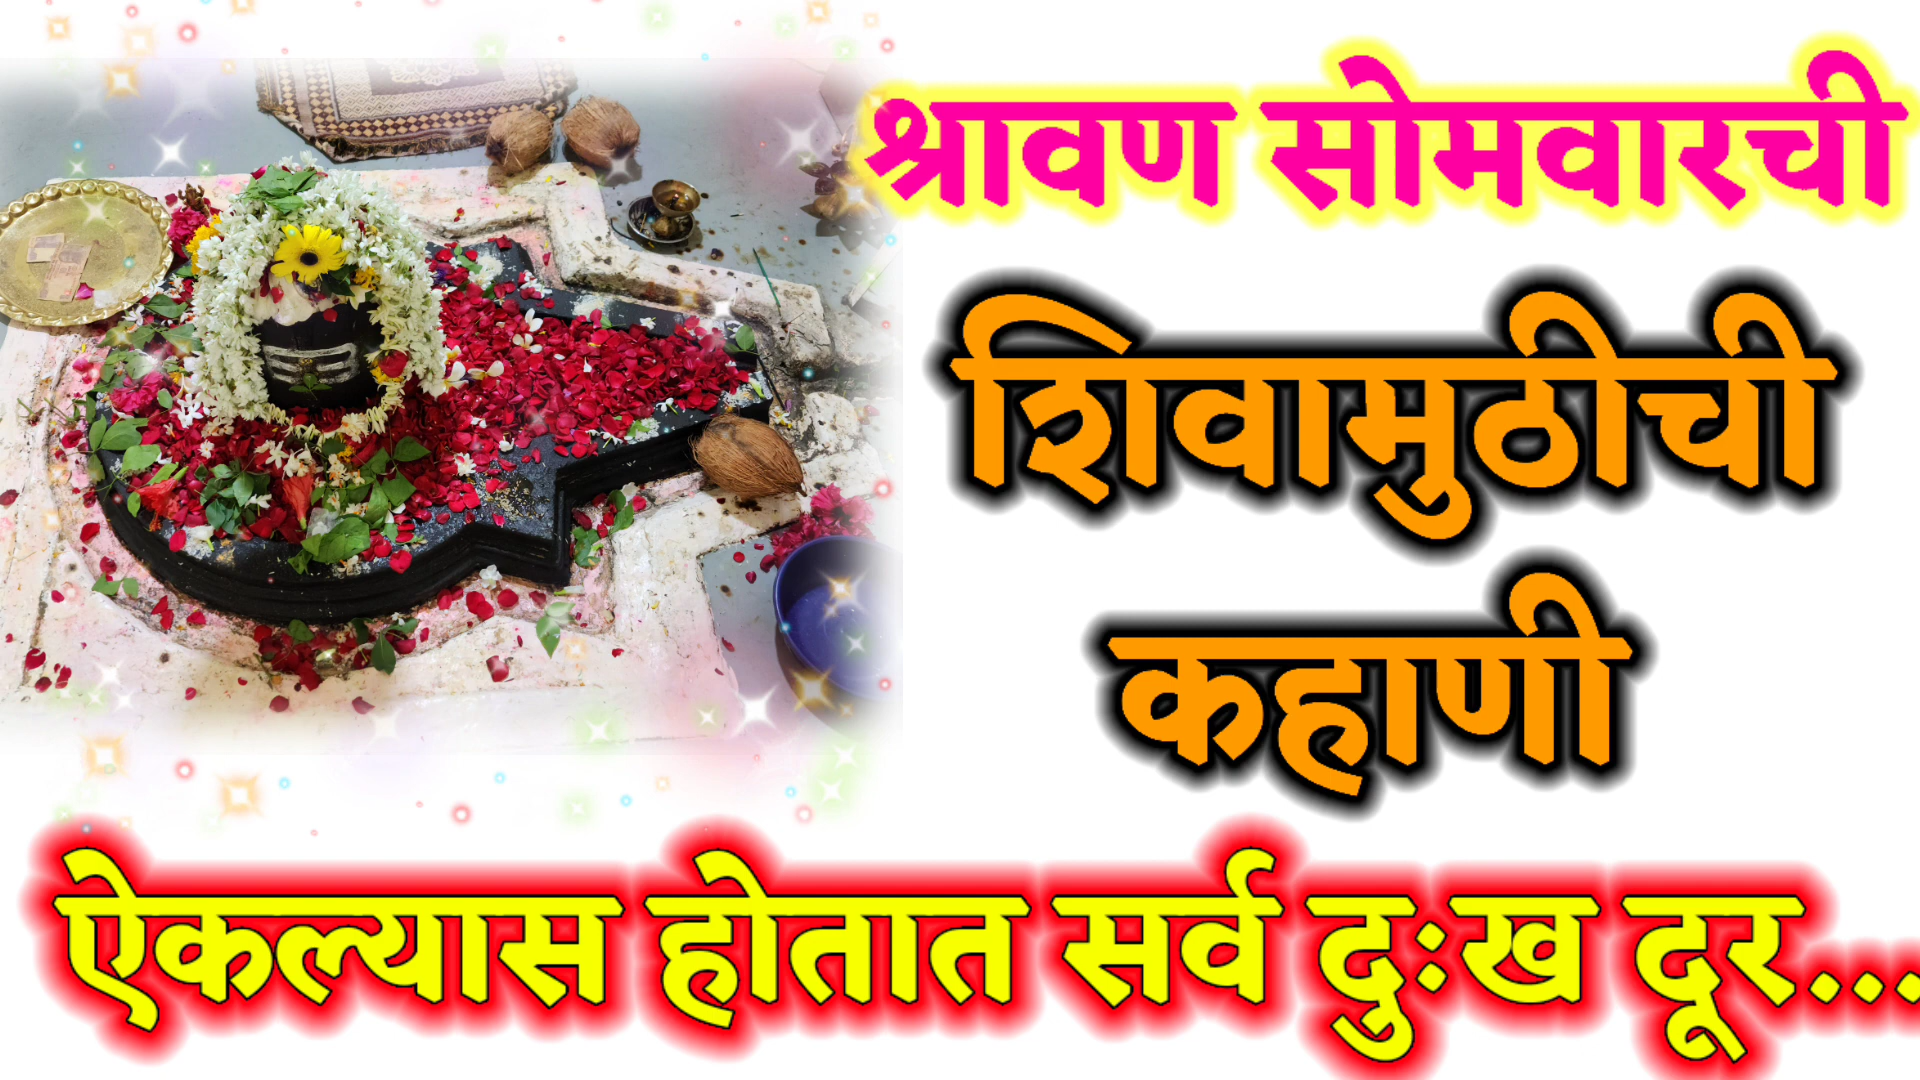 श्रावण सोमवारची
शिवामुठीची
कहाणी
ऐकल्यास होतात सर्व दुःख दूर...